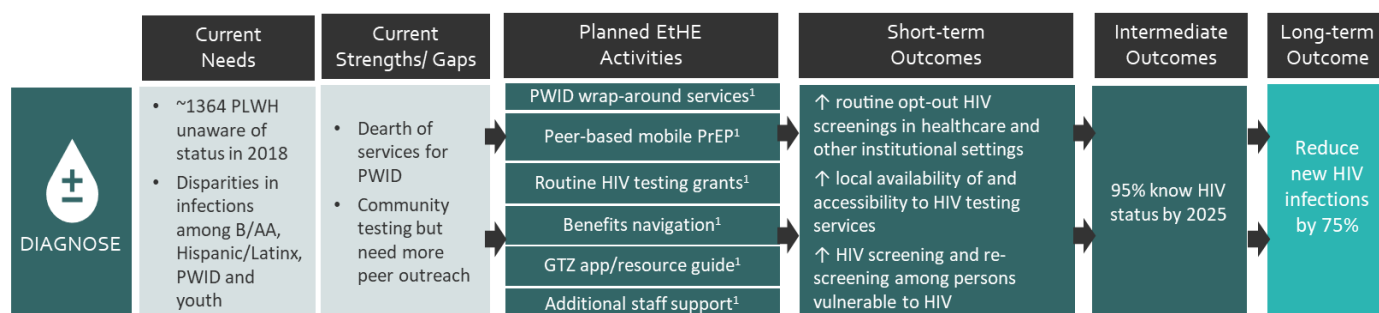 Current
Needs
Current
Strengths/ Gaps
Planned EtHE
Activities
Short-term
Outcomes
Intermediate
Outcomes
Long-term
Outcome
DIAGNOSE
• ~1364 PLWH
unaware of
status in 2018
• Disparities in
infections
among B/AA,
Hispanic/Latinx,
PWID and
youth
• Dearth of
services for
PWID
• Community
testing but
need more
peer outreach
PWID wrap-around services¹
Peer-based mobile PrEP¹
Routine HIV testing grants¹
Benefits navigation¹
GTZ app/resource guide¹
Additional staff support¹
↑ routine opt-out HIV
screenings in healthcare and
other institutional settings
↑ local availability of and
accessibility to HIV testing
services
↑ HIV screening and re-
screening among persons
vulnerable to HIV
95% know HIV
status by 2025
Reduce
new HIV
infections
by 75%